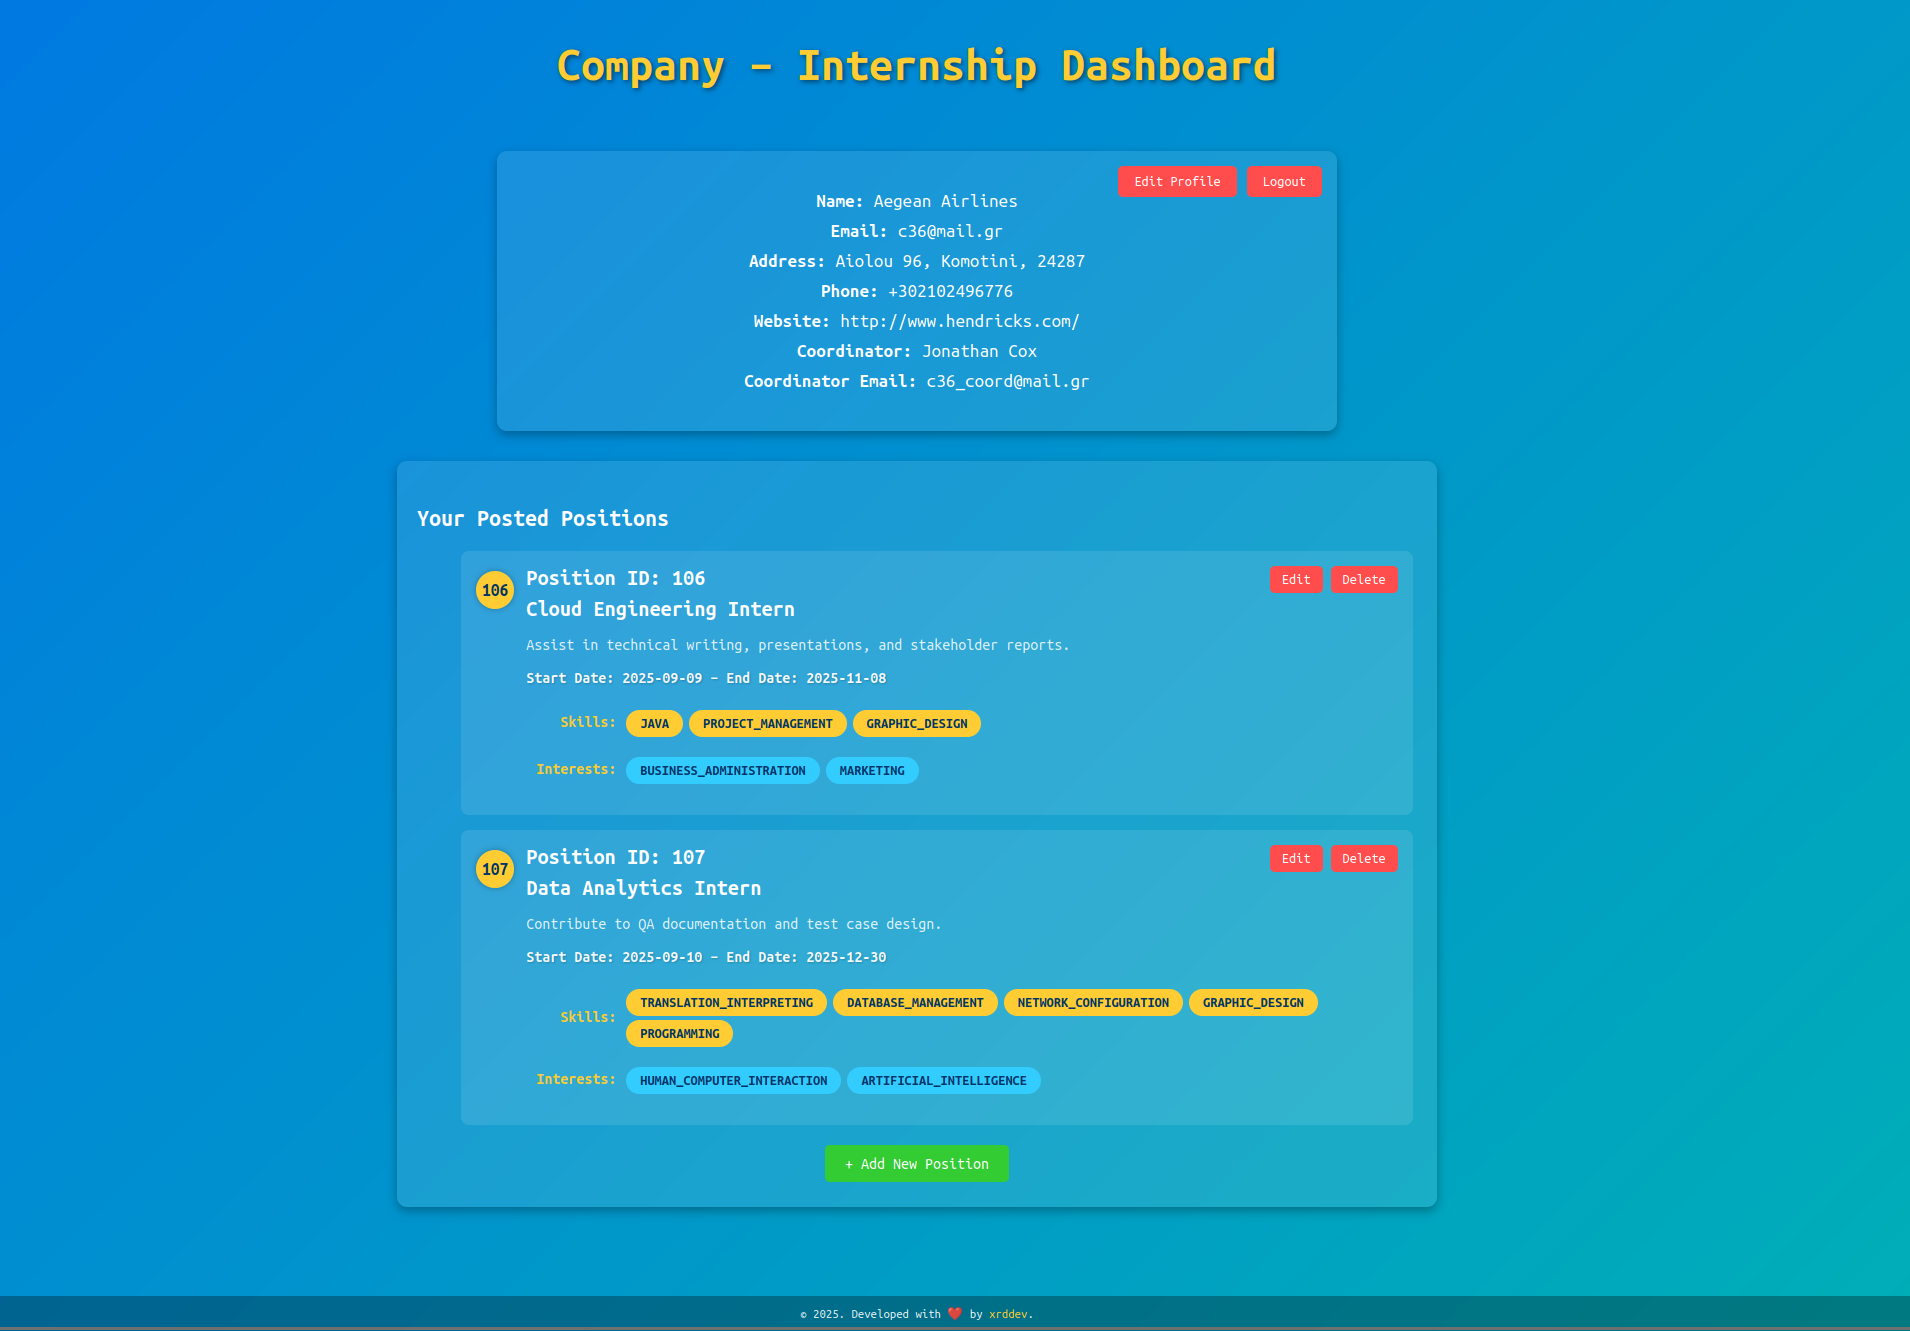 Company - Internship Dashboard
Edit Profile
Logout
Name: Aegean Airlines
Email: c36@mail.gr
Address: Aiolou 96, Komotini, 24287
Phone: +302102496776
Website: http://www.hendricks.com/
Coordinator: Jonathan Cox
Coordinator Email: c36_coord@mail.gr
Your Posted Positions
106
Position ID: 106
Edit
Delete
Cloud Engineering Intern
Assist in technical writing, presentations, and stakeholder reports.
Start Date: 2025-09-09 - End Date: 2025-11-08
Skills: JAVA PROJECT_MANAGEMENT GRAPHIC_DESIGN
Interests: BUSINESS_ADMINISTRATION MARKETING
107
Position ID: 107
Edit
Delete
Data Analytics Intern
Contribute to QA documentation and test case design.
Start Date: 2025-09-10 - End Date: 2025-12-30
Skills: TRANSLATION_INTERPRETING DATABASE_MANAGEMENT NETWORK_CONFIGURATION GRAPHIC_DESIGN
PROGRAMMING
Interests: HUMAN_COMPUTER_INTERACTION ARTIFICIAL_INTELLIGENCE
+ Add New Position
© 2025. Developed with ❤️ by xrddev.